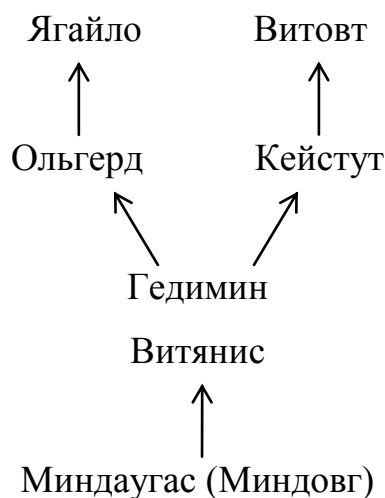 Ягайло Витовт
Ольгерд Кейстут
Гедимин
Витянис
Миндаугас (Миндовг)